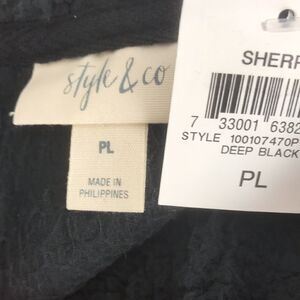 style & co
PL
MADE IN
PHILIPPINES
SHERP
7 33001 6382
STYLE 100107470P
DEEP BLACK
PL